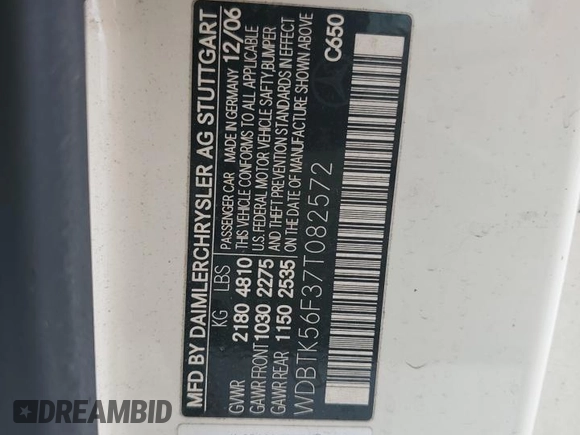 MFD BY DAIMLERCHRYSLER AG STUTTGART
KG LBS PASSENGER CAR MADE IN GERMANY 12/06
GVWR 2180 4810 THIS VEHICLE CONFORMS TO ALL APPLICABLE
GAWR FRONT 1030 2275 U.S. FEDERAL MOTOR VEHICLE SAFTY,BUMPER
GAWR REAR 1150 2535 AND THEFT PREVENTION STANDARDS IN EFFECT
ON THE DATE OF MANUFACTURE SHOWN ABOVE
WDBTK56F37T082572 C650
DREAMBID